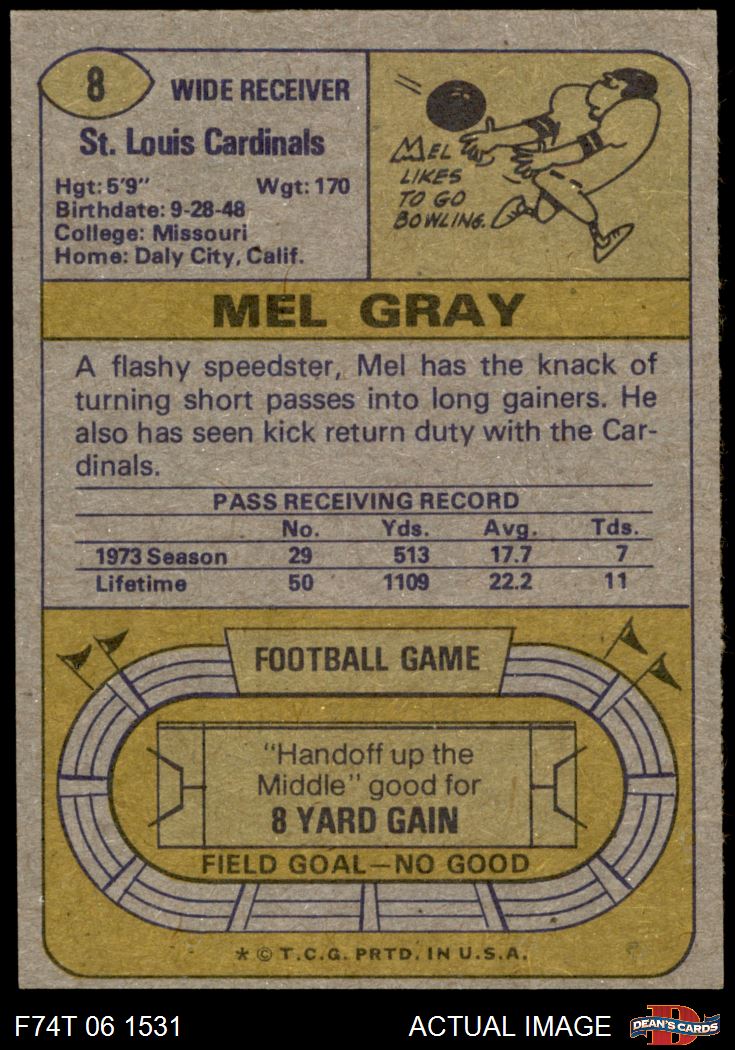 8
WIDE RECEIVER
St. Louis Cardinals
Hgt: 5'9" Wgt: 170
Birthdate: 9-28-48
College: Missouri
Home: Daly City, Calif.
MEL
LIKES
TO GO
BOWLING.
MEL GRAY
A flashy speedster, Mel has the knack of
turning short passes into long gainers. He
also has seen kick return duty with the Car-
dinals.
PASS RECEIVING RECORD
No. Yds. Avg. Tds.
1973 Season 29 513 17.7 7
Lifetime 50 1109 22.2 11
FOOTBALL GAME
"Handoff up the
Middle" good for
8 YARD GAIN
FIELD GOAL—NO GOOD
* © T.C.G. PRTD. IN U.S.A.
F74T 06 1531
ACTUAL IMAGE
D
DEAN'S CARDS